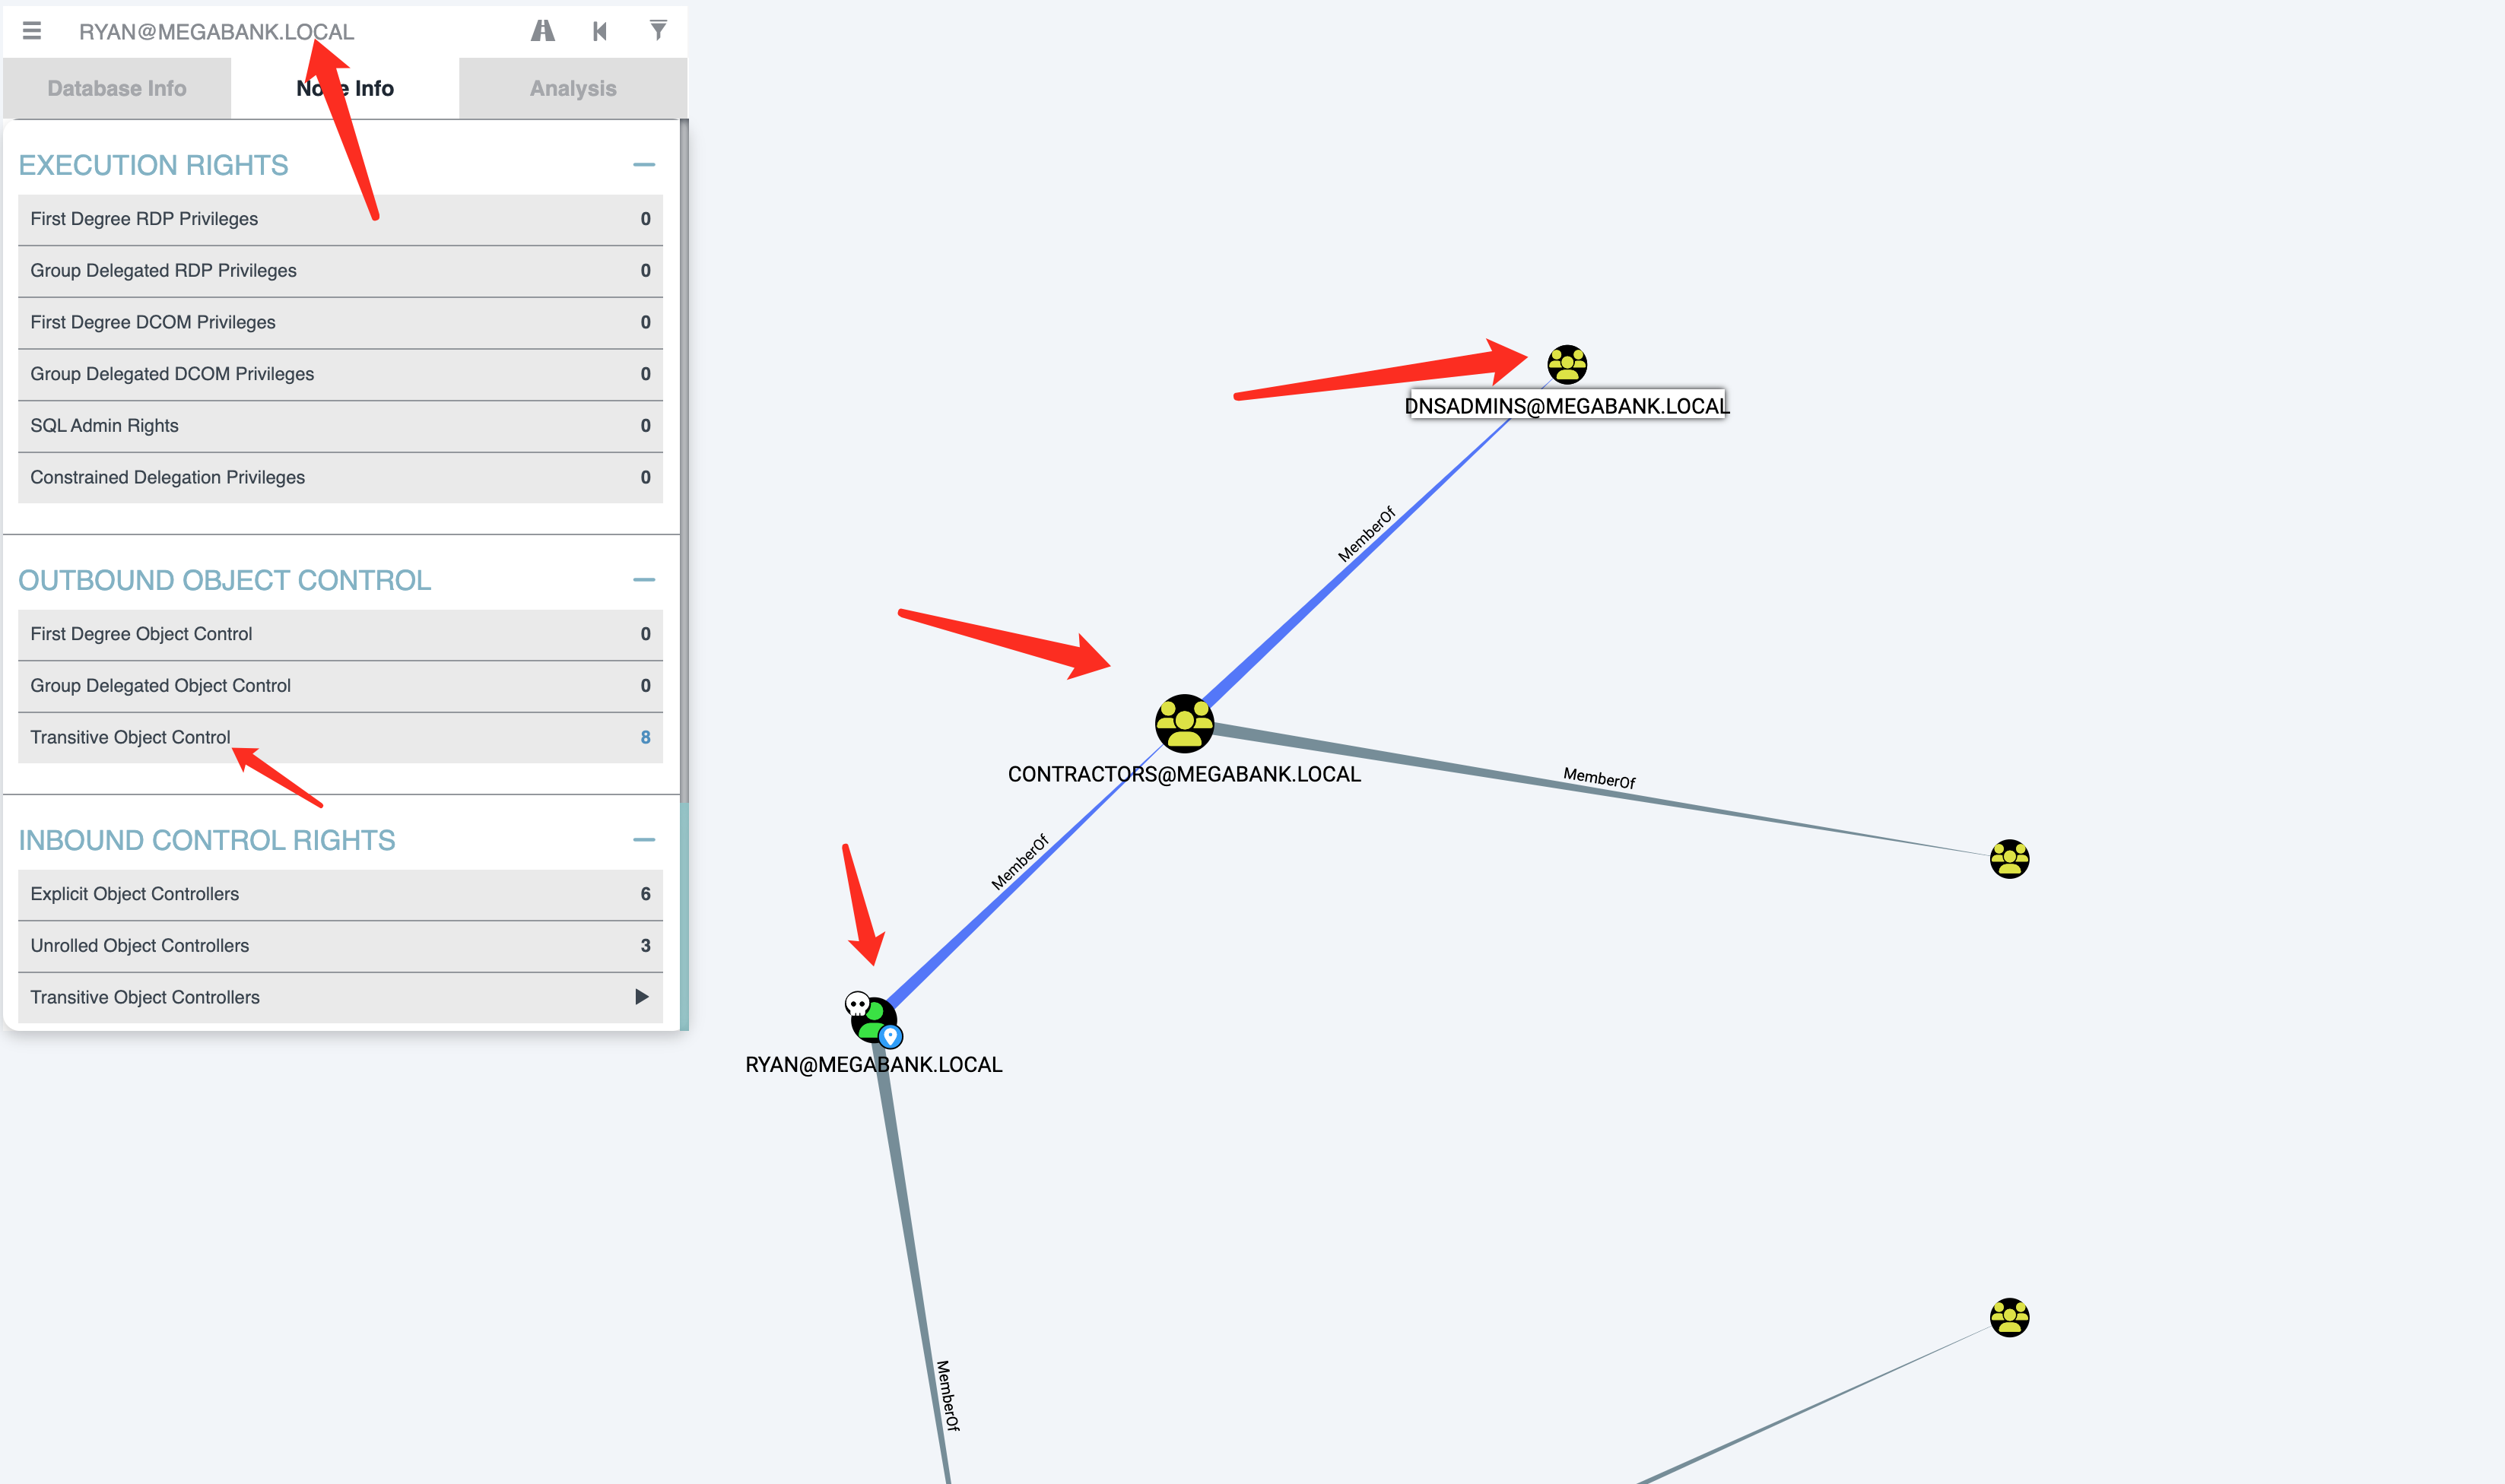 RYAN@MEGABANK.LOCAL
Database Info
Node Info
Analysis
EXECUTION RIGHTS
First Degree RDP Privileges 0
Group Delegated RDP Privileges 0
First Degree DCOM Privileges 0
Group Delegated DCOM Privileges 0
SQL Admin Rights 0
Constrained Delegation Privileges 0
OUTBOUND OBJECT CONTROL
First Degree Object Control 0
Group Delegated Object Control 0
Transitive Object Control 8
INBOUND CONTROL RIGHTS
Explicit Object Controllers 6
Unrolled Object Controllers 3
Transitive Object Controllers
DNSADMINS@MEGABANK.LOCAL
MemberOf
CONTRACTORS@MEGABANK.LOCAL
MemberOf
MemberOf
RYAN@MEGABANK.LOCAL
MemberOf